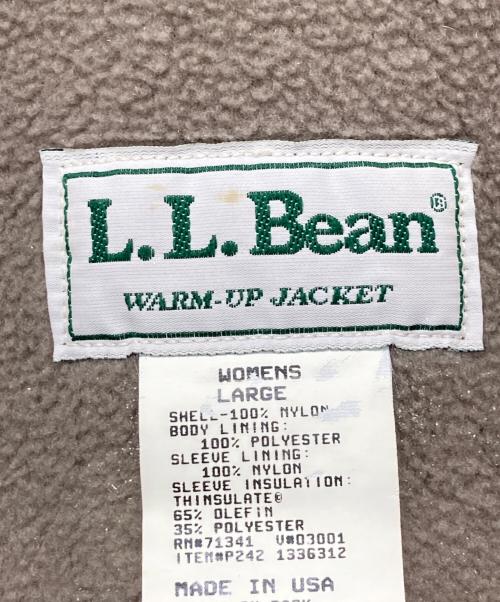 L.L.Bean®
WARM-UP JACKET
WOMENS
LARGE
SHELL-100% NYLON
BODY LINING:
100% POLYESTER
SLEEVE LINING:
100% NYLON
SLEEVE INSULATION:
THINSULATE®
65% OLEFIN
35% POLYESTER
RN#71341 V#03001
ITEM#P242 1336312
MADE IN USA